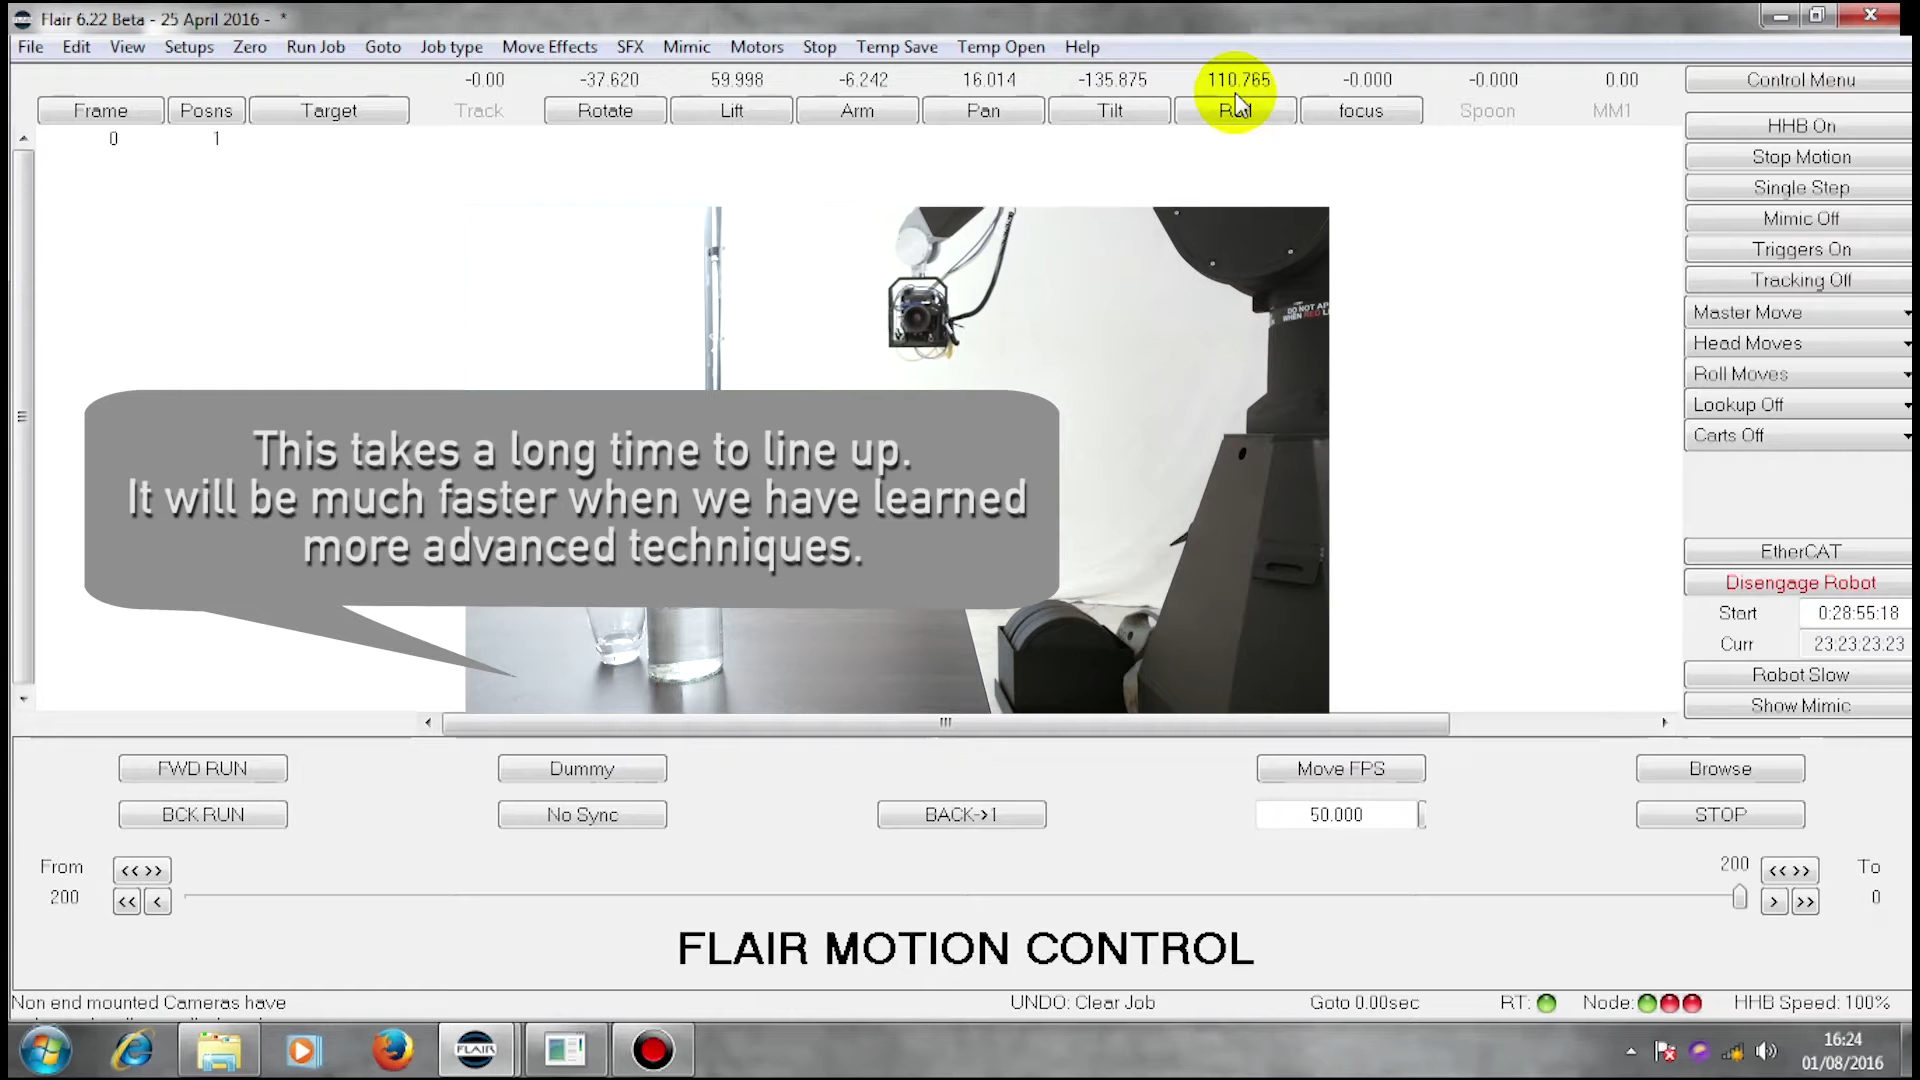 Flair 6.22 Beta - 25 April 2016 - *
File Edit View Setups Zero Run Job Goto Job type Move Effects SFX Mimic Motors Stop Temp Save Temp Open Help
-0.00 -37.620 59.998 -6.242 16.014 -135.875 110.765 -0.000 -0.000 0.00
Frame Posns Target Track Rotate Lift Arm Pan Tilt focus Spoon MM1
0 1
Control Menu
HHB On
Stop Motion
Single Step
Mimic Off
Triggers On
Tracking Off
Master Move
Head Moves
Roll Moves
Lookup Off
Carts Off
EtherCAT
Disengage Robot
Start 0:28:55:18
Curr 23:23:23:23
Robot Slow
Show Mimic
DO NOT AP
WHEN RED L
This takes a long time to line up.
It will be much faster when we have learned
more advanced techniques.
FWD RUN Dummy Move FPS Browse
BCK RUN No Sync BACK->1 50.000 STOP
From << >> 200 << >> To
200 << < > >> 0
FLAIR MOTION CONTROL
Non end mounted Cameras have UNDO: Clear Job Goto 0.00sec RT: Node: HHB Speed: 100%
FLAIR
16:24
01/08/2016